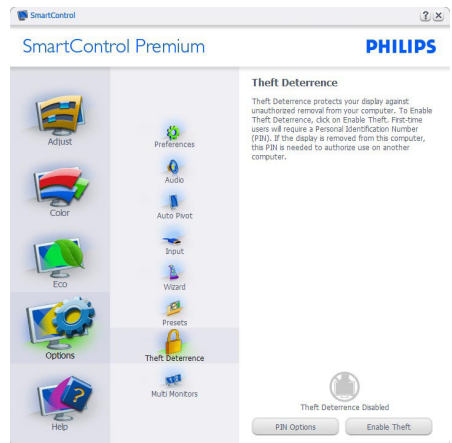 SmartControl
? ×
SmartControl Premium
PHILIPS
Adjust
Color
Eco
Options
Help
Preferences
Audio
Auto Pivot
Input
Wizard
Presets
Theft Deterrence
Multi Monitors
Theft Deterrence
Theft Deterrence protects your display against
unauthorized removal from your computer. To Enable
Theft Deterrence, click on Enable Theft. First-time
users will require a Personal Identification Number
(PIN). If the display is removed from this computer,
this PIN is needed to authorize use on another
computer.
Theft Deterrence Disabled
PIN Options
Enable Theft